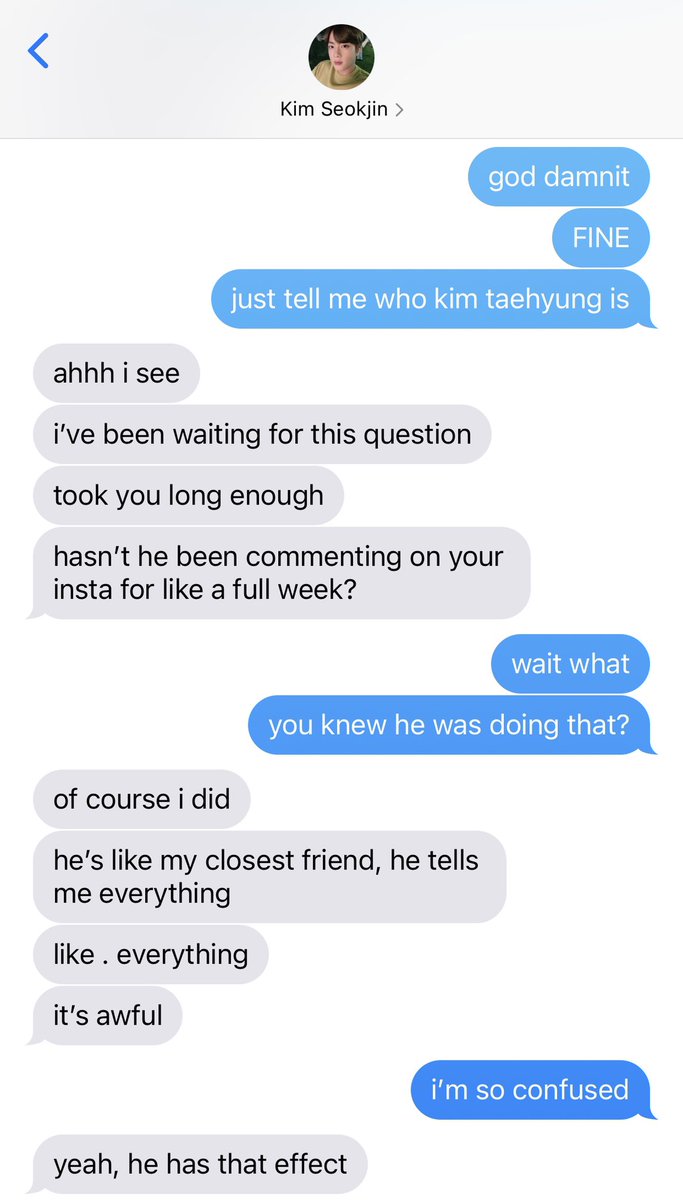 Kim Seokjin
god damnit
FINE
just tell me who kim taehyung is
ahhh i see
i’ve been waiting for this question
took you long enough
hasn’t he been commenting on your
insta for like a full week?
wait what
you knew he was doing that?
of course i did
he’s like my closest friend, he tells
me everything
like . everything
it’s awful
i’m so confused
yeah, he has that effect